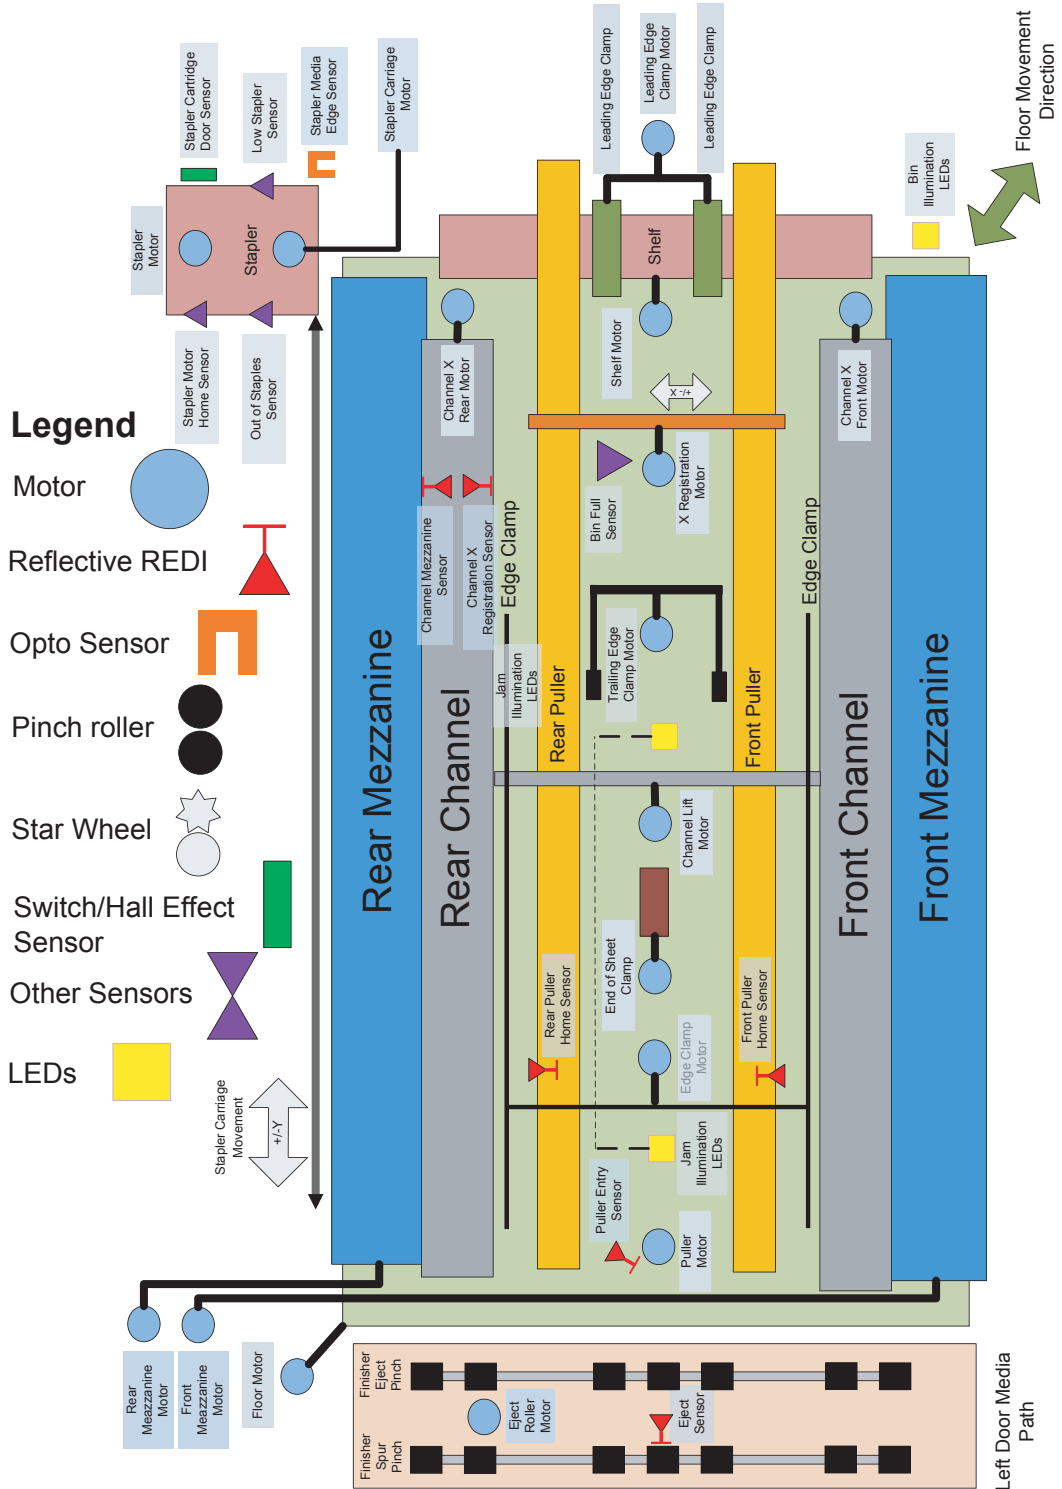 Legend
Motor
Reflective REDI
Opto Sensor
Pinch roller
Star Wheel
Switch/Hall Effect
Sensor
Other Sensors
LEDs
Stapler Carriage
Movement
+/-Y
Stapler Cartridge
Door Sensor
Low Stapler
Sensor
Stapler Media
Edge Sensor
Stapler Carriage
Motor
Stapler
Motor
Stapler
Stapler Motor
Home Sensor
Out of Staples
Sensor
Leading Edge Clamp
Leading Edge
Clamp Motor
Leading Edge Clamp
Floor Movement
Direction
Bin
Illumination
LEDs
Shelf
Shelf Motor
Channel X
Rear Motor
Channel X
Front Motor
X -/+
X Registration
Motor
Bin Full
Sensor
Channel Mezzanine
Sensor
Channel X
Registration Sensor
Edge Clamp
Edge Clamp
Jam
Illumination
LEDs
Trailing Edge
Clamp Motor
Rear Mezzanine
Rear Channel
Rear Puller
Front Puller
Front Channel
Front Mezzanine
Channel Lift
Motor
End of Sheet
Clamp
Rear Puller
Home Sensor
Front Puller
Home Sensor
Edge Clamp
Motor
Jam
Illumination
LEDs
Puller Entry
Sensor
Puller
Motor
Rear
Meazzanine
Motor
Front
Meazzanine
Motor
Floor Motor
Finisher
Eject
Pinch
Eject
Roller
Motor
Eject
Sensor
Finisher
Spur
Pinch
Left Door Media
Path